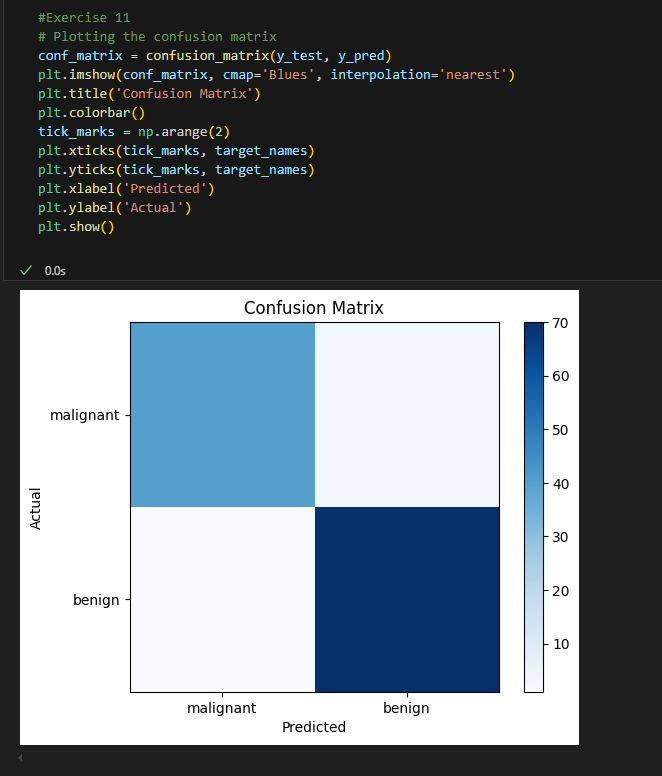 #Exercise 11
# Plotting the confusion matrix
conf_matrix = confusion_matrix(y_test, y_pred)
plt.imshow(conf_matrix, cmap='Blues', interpolation='nearest')
plt.title('Confusion Matrix')
plt.colorbar()
tick_marks = np.arange(2)
plt.xticks(tick_marks, target_names)
plt.yticks(tick_marks, target_names)
plt.xlabel('Predicted')
plt.ylabel('Actual')
plt.show()
0.0s
Confusion Matrix
malignant
benign
Actual
malignant
benign
Predicted
70
60
50
40
30
20
10